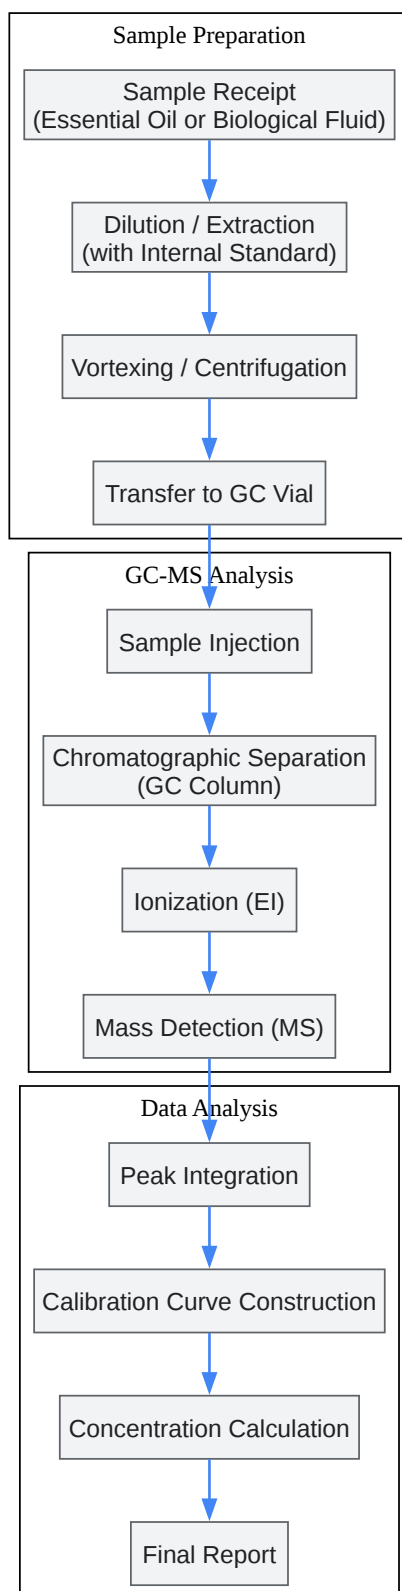 Sample Preparation
Sample Receipt
(Essential Oil or Biological Fluid)
Dilution / Extraction
(with Internal Standard)
Vortexing / Centrifugation
Transfer to GC Vial
GC-MS Analysis
Sample Injection
Chromatographic Separation
(GC Column)
Ionization (EI)
Mass Detection (MS)
Data Analysis
Peak Integration
Calibration Curve Construction
Concentration Calculation
Final Report